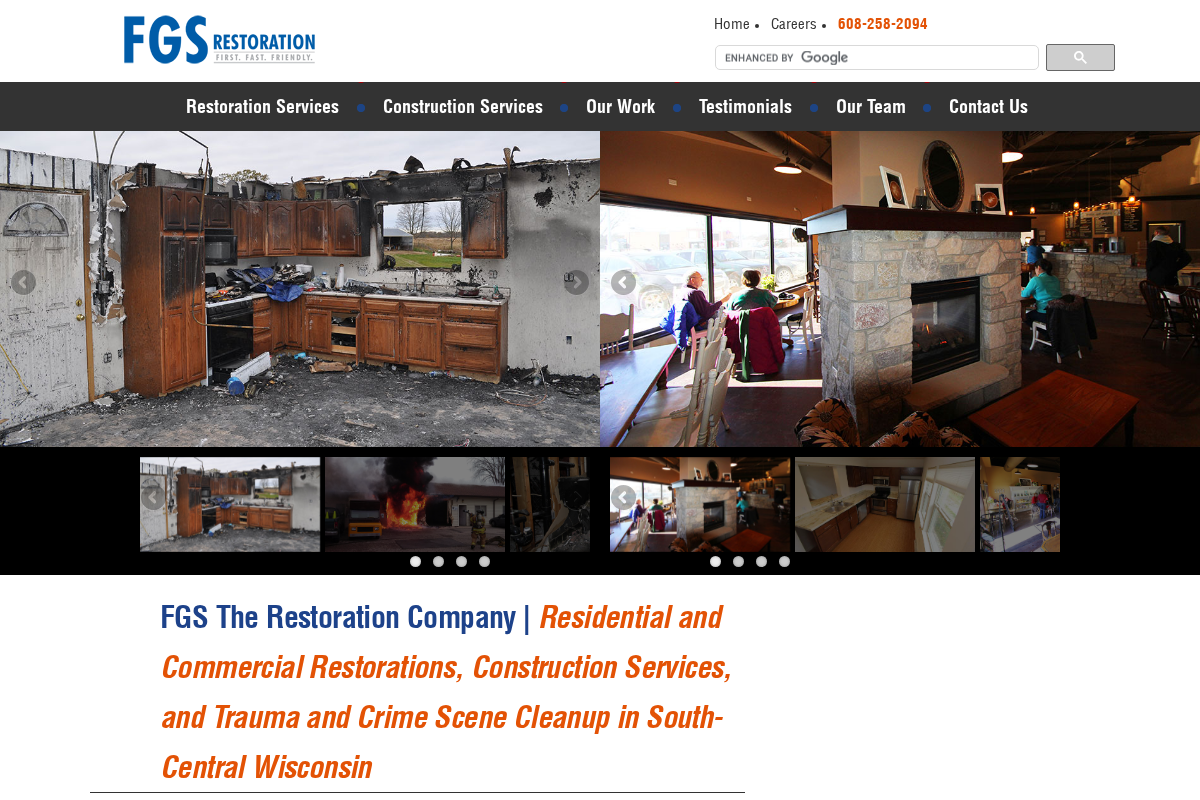 FGS RESTORATION
FIRST. FAST. FRIENDLY.
Home • Careers • 608-258-2094
ENHANCED BY Google
Restoration Services • Construction Services • Our Work • Testimonials • Our Team • Contact Us
FGS The Restoration Company | Residential and
Commercial Restorations, Construction Services,
and Trauma and Crime Scene Cleanup in South-
Central Wisconsin